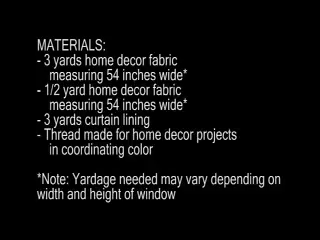 MATERIALS:
- 3 yards home decor fabric
measuring 54 inches wide*
- 1/2 yard home decor fabric
measuring 54 inches wide*
- 3 yards curtain lining
- Thread made for home decor projects
in coordinating color
*Note: Yardage needed may vary depending on
width and height of window